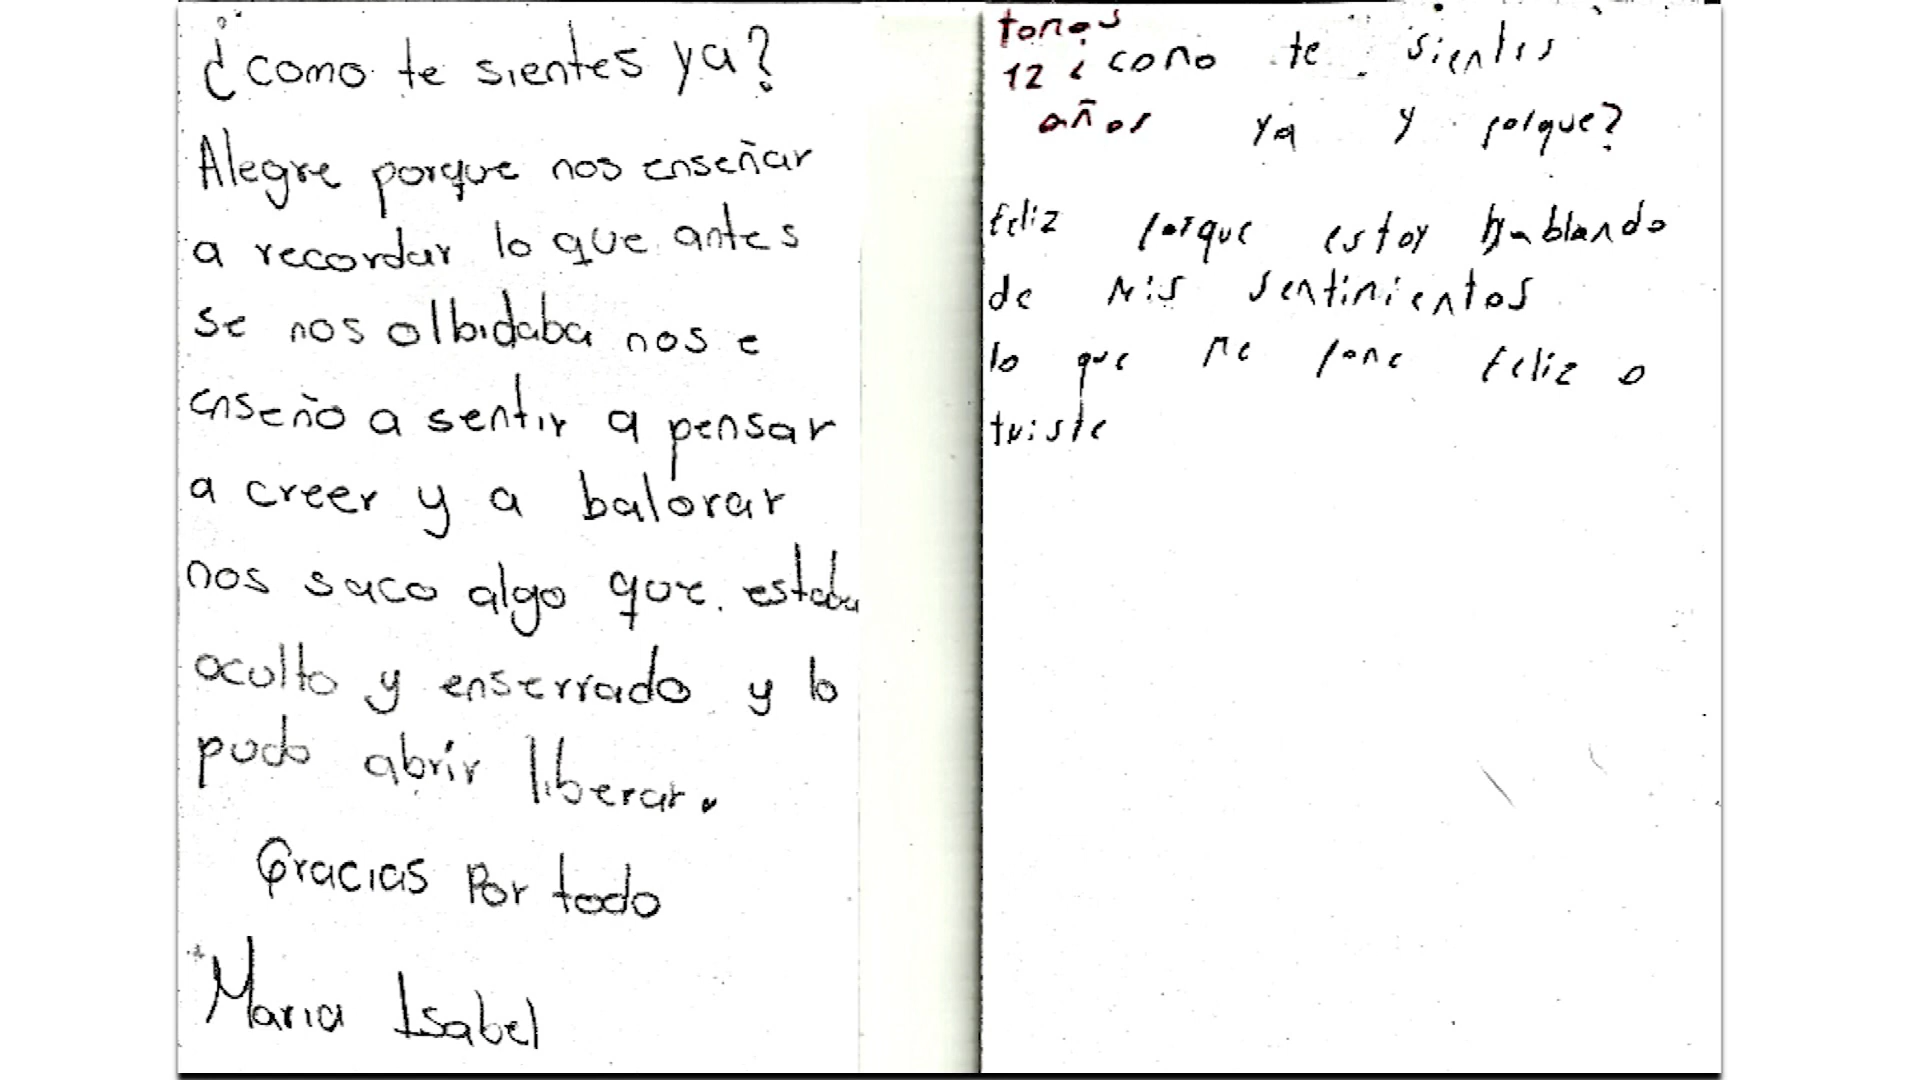 ¿como te sientes ya?
Alegre porque nos enseñar
a recordar lo que antes
se nos olbidaba nos e
enseño a sentir a pensar
a creer y a balorar
nos saco algo que estaba
oculto y enserrado y lo
pudo abrir liberar.
Gracias por todo
Maria Isabel
tomas
12 ¿como te sientes
años ya y porque?
feliz porque estoy hablando
de mis sentimientos
lo que me pone feliz o
triste